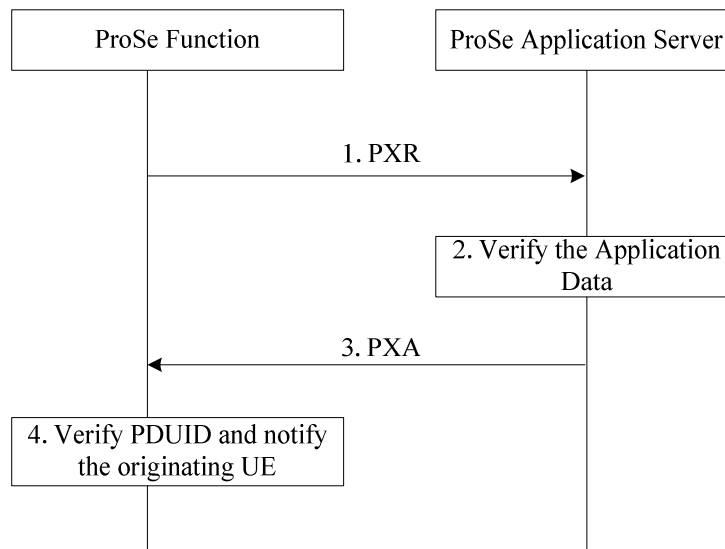 ProSe Function
ProSe Application Server
1. PXR
2. Verify the Application
Data
3. PXA
4. Verify PDUID and notify
the originating UE